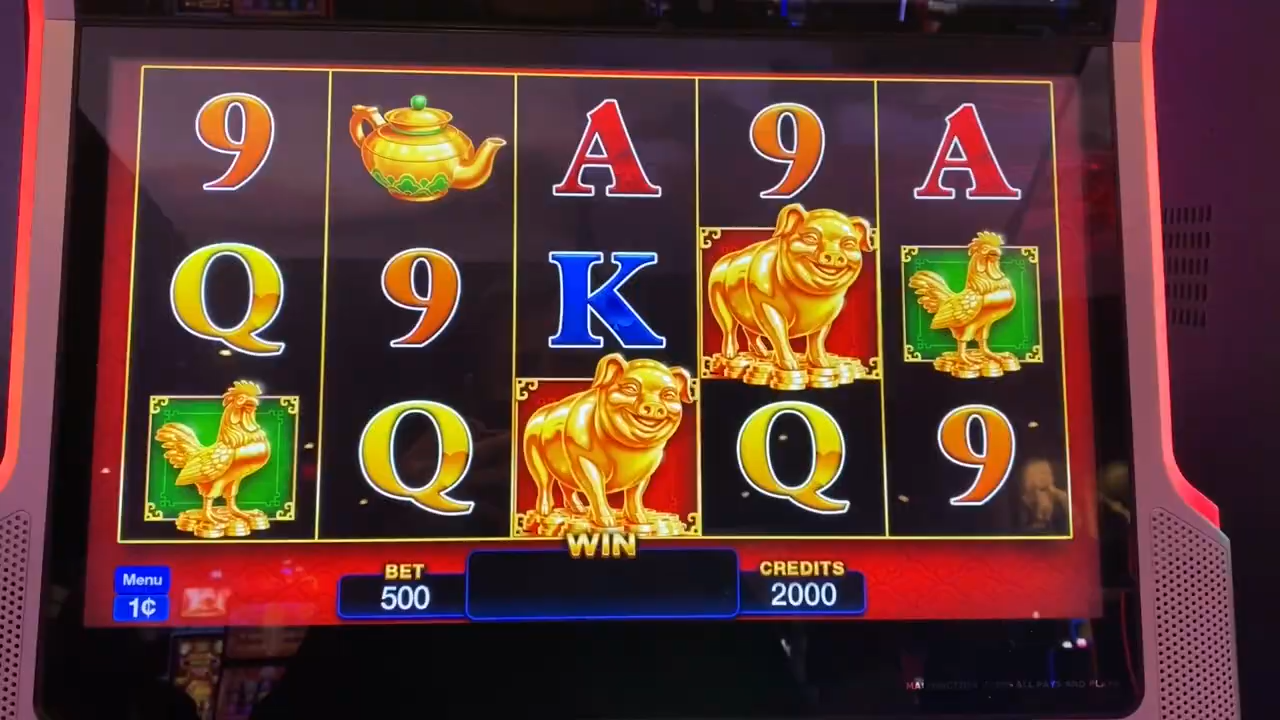 9 A 9 A
Q 9 K
Q Q 9
WIN
BET CREDITS
500 2000
Menu
1¢